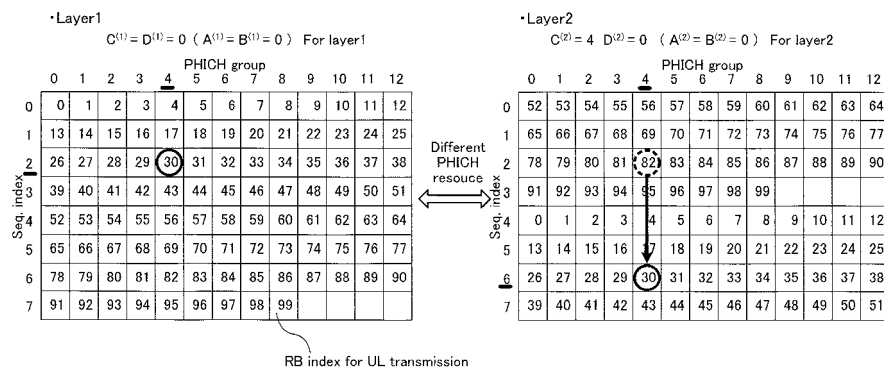 ・Layer1
C(1) = D(1) = 0 ( A(1) = B(1) = 0 ) For layer1
PHICH group
0 1 2 3 4 5 6 7 8 9 10 11 12
Seq. index
0 0 1 2 3 4 5 6 7 8 9 10 11 12
1 13 14 15 16 17 18 19 20 21 22 23 24 25
2 26 27 28 29 30 31 32 33 34 35 36 37 38
3 39 40 41 42 43 44 45 46 47 48 49 50 51
4 52 53 54 55 56 57 58 59 60 61 62 63 64
5 65 66 67 68 69 70 71 72 73 74 75 76 77
6 78 79 80 81 82 83 84 85 86 87 88 89 90
7 91 92 93 94 95 96 97 98 99
RB index for UL transmission
Different
PHICH
resouce
・Layer2
C(2) = 4 D(2) = 0 ( A(2) = B(2) = 0 ) For layer2
PHICH group
0 1 2 3 4 5 6 7 8 9 10 11 12
Seq. index
0 52 53 54 55 56 57 58 59 60 61 62 63 64
1 65 66 67 68 69 70 71 72 73 74 75 76 77
2 78 79 80 81 82 83 84 85 86 87 88 89 90
3 91 92 93 94 95 96 97 98 99
4 0 1 2 3 4 5 6 7 8 9 10 11 12
5 13 14 15 16 17 18 19 20 21 22 23 24 25
6 26 27 28 29 30 31 32 33 34 35 36 37 38
7 39 40 41 42 43 44 45 46 47 48 49 50 51